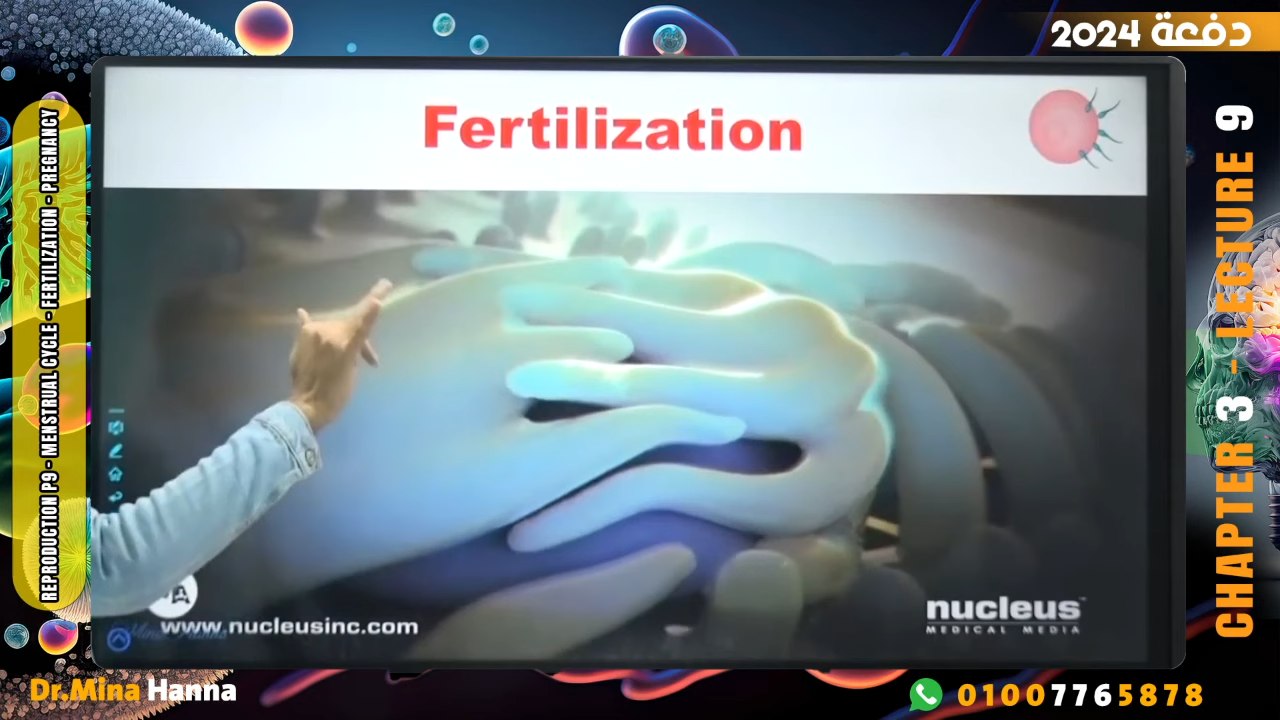 دفعة 2024
Fertilization
REPRODUCTION P9 - MENSTRUAL CYCLE - FERTILIZATION - PREGNANCY
CHAPTER 3 - LECTURE 9
www.nucleusinc.com
nucleus™
MEDICAL MEDIA
Dr.Mina Hanna
01007765878